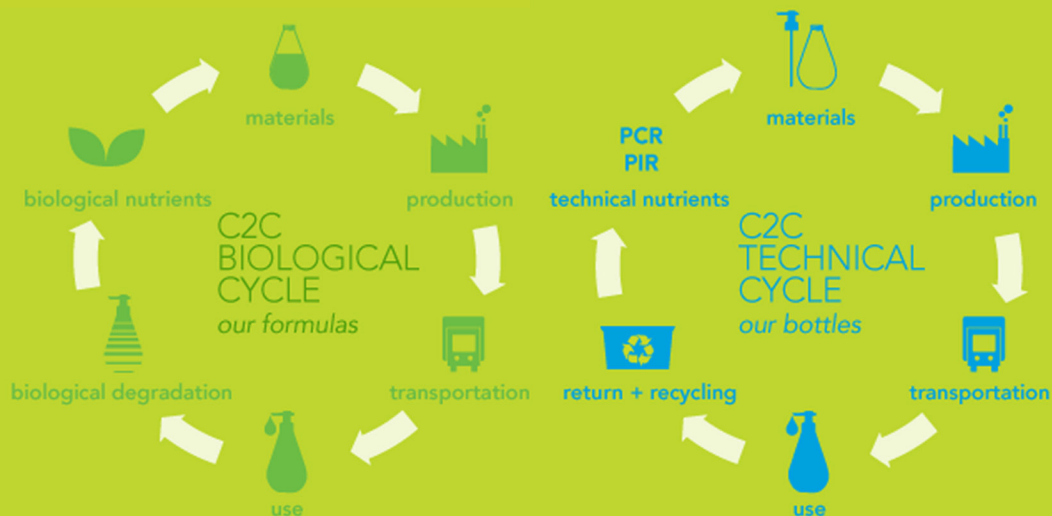 materials
biological nutrients
production
C2C
BIOLOGICAL
CYCLE
our formulas
biological degradation
transportation
use
materials
PCR
PIR
technical nutrients
production
C2C
TECHNICAL
CYCLE
our bottles
return + recycling
transportation
use